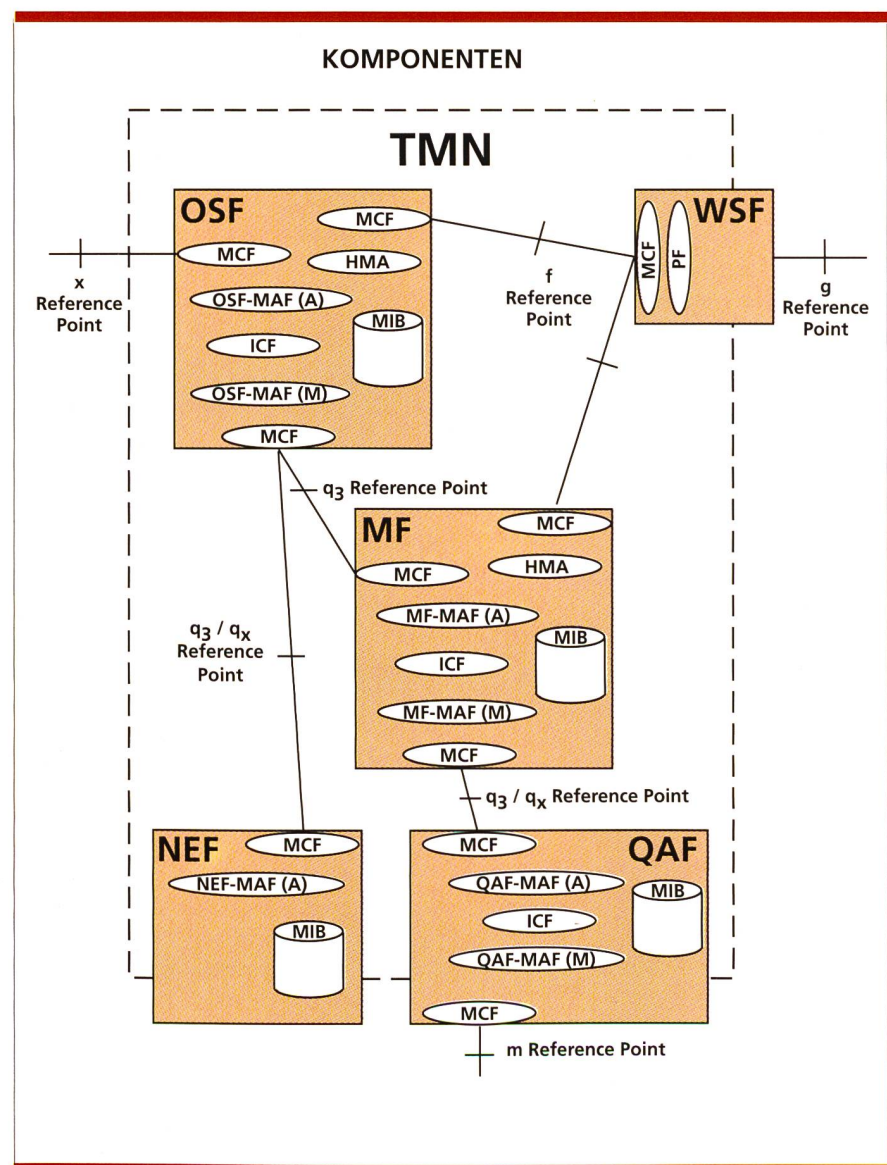 KOMPONENTEN
TMN
OSF
MCF
MCF
HMA
OSF-MAF (A)
MIB
ICF
OSF-MAF (M)
MCF
x
Reference
Point
f
Reference
Point
WSF
MCF
PF
g
Reference
Point
q3 Reference Point
MF
MCF
MCF
HMA
MF-MAF (A)
MIB
ICF
MF-MAF (M)
MCF
q3 / qx
Reference
Point
q3 / qx Reference Point
NEF
MCF
NEF-MAF (A)
MIB
QAF
MCF
QAF-MAF (A)
MIB
ICF
QAF-MAF (M)
MCF
m Reference Point